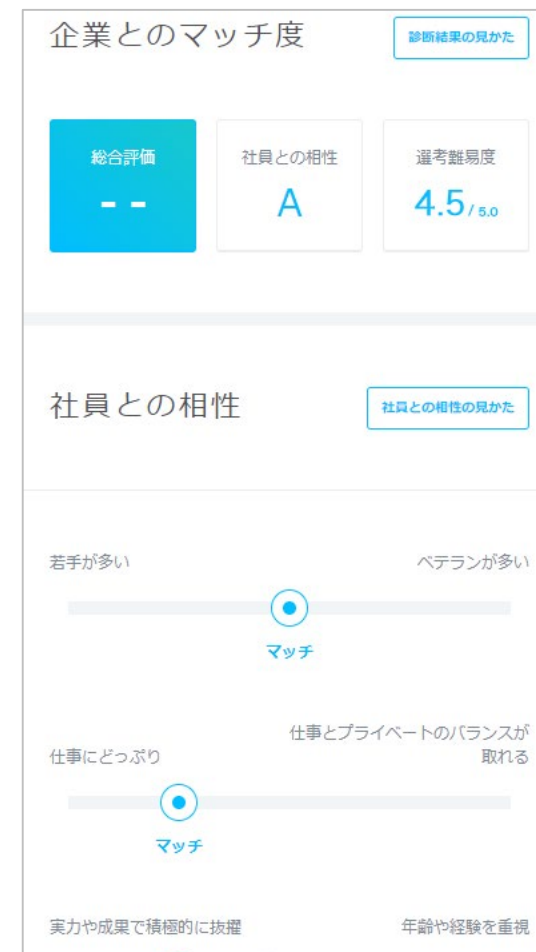 企業とのマッチ度
診断結果の見かた
総合評価
社員との相性
選考難易度
- -
A
4.5/ 5.0
社員との相性
社員との相性の見かた
若手が多い
ベテランが多い
マッチ
仕事にどっぷり
仕事とプライベートのバランスが
取れる
マッチ
実力や成果で積極的に抜擢
年齢や経験を重視